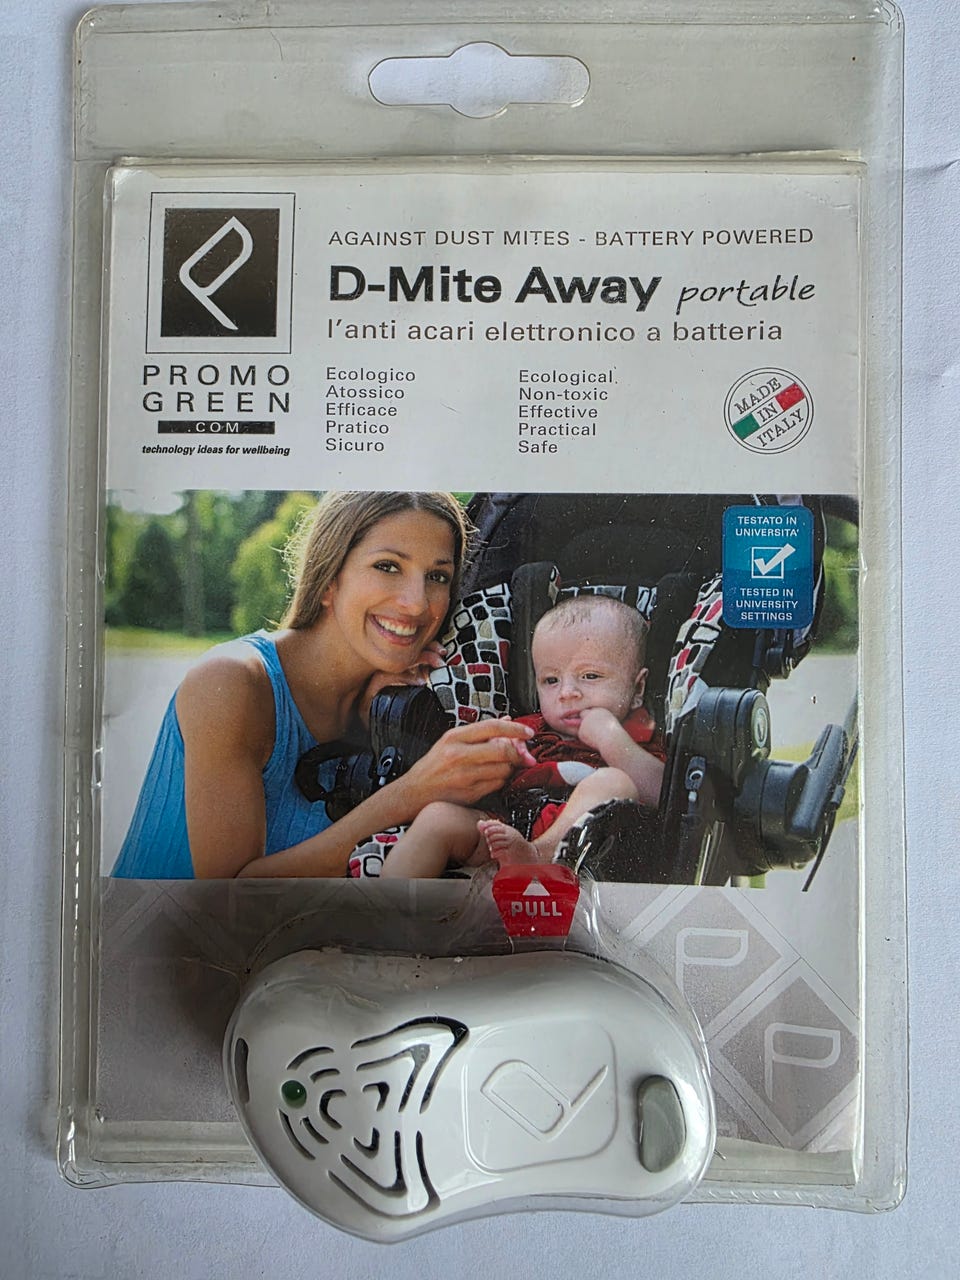 AGAINST DUST MITES - BATTERY POWERED
D-Mite Away portable
l'anti acari elettronico a batteria
PROMO
GREEN
.COM
technology ideas for wellbeing
Ecologico
Atossico
Efficace
Pratico
Sicuro
Ecological
Non-toxic
Effective
Practical
Safe
MADE
IN
ITALY
TESTATO IN
UNIVERSITA'
TESTED IN
UNIVERSITY
SETTINGS
PULL